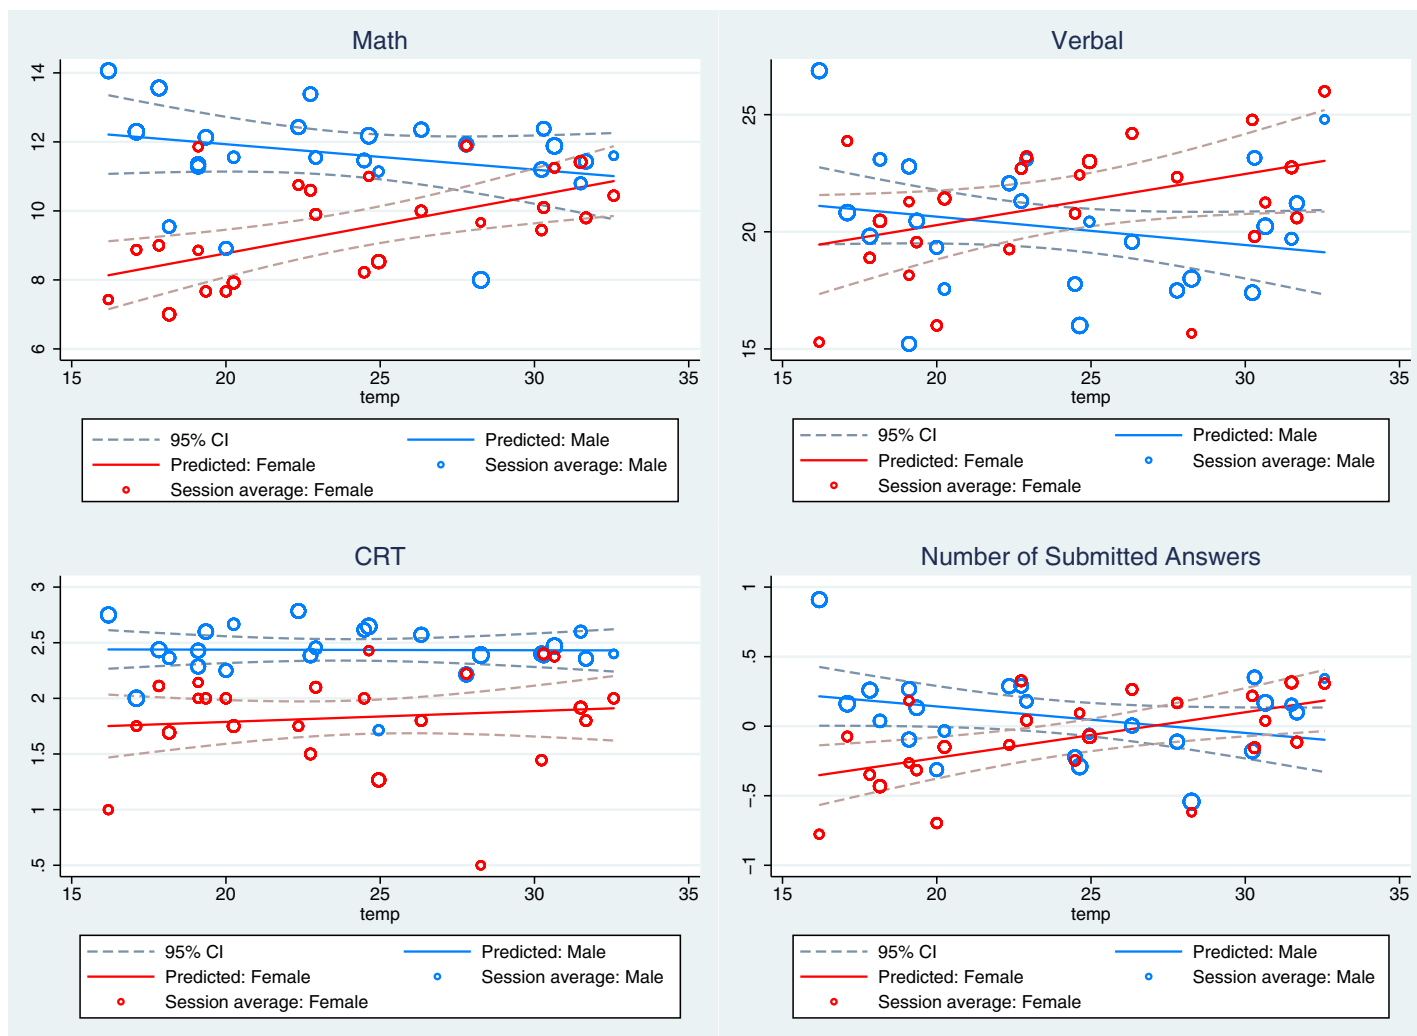 Math
14
12
10
8
6
15 20 25 30 35
temp
95% CI Predicted: Male
Predicted: Female Session average: Male
Session average: Female
Verbal
25
20
15
15 20 25 30 35
temp
95% CI Predicted: Male
Predicted: Female Session average: Male
Session average: Female
CRT
3
2.5
2
1.5
1
.5
15 20 25 30 35
temp
95% CI Predicted: Male
Predicted: Female Session average: Male
Session average: Female
Number of Submitted Answers
1
.5
0
-.5
-1
15 20 25 30 35
temp
95% CI Predicted: Male
Predicted: Female Session average: Male
Session average: Female